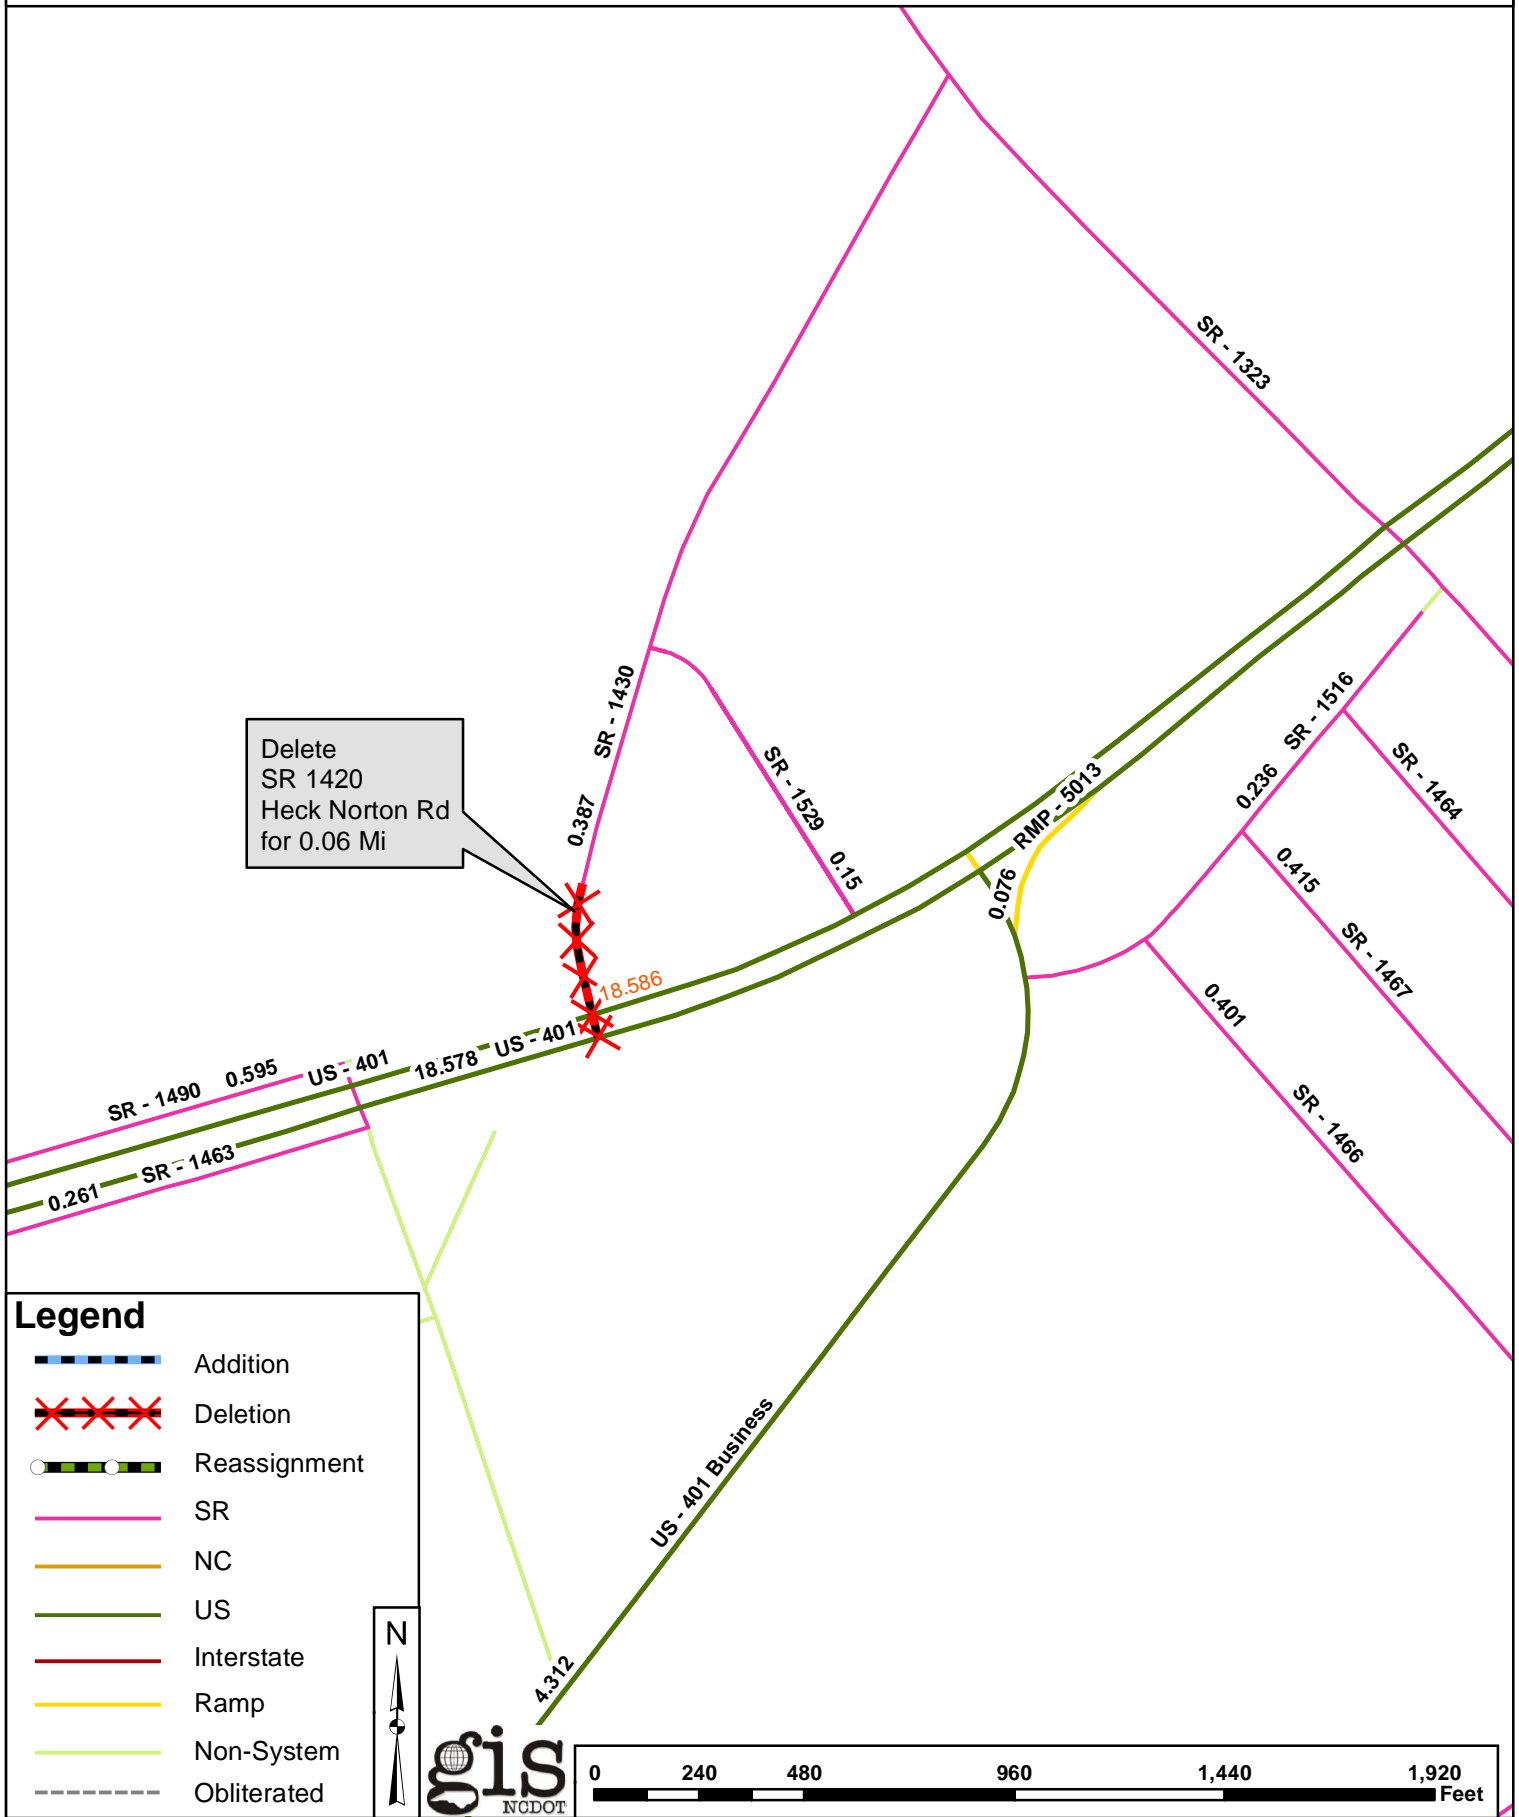 SR - 1323
SR - 1430
0.387
Delete
SR 1420
Heck Norton Rd
for 0.06 Mi
SR - 1529 0.15
RMP - 5013
0.076
0.236 SR - 1516
SR - 1464
0.415
SR - 1467
0.401
SR - 1466
18.586
US - 401
18.578
US - 401
SR - 1490 0.595
0.261 SR - 1463
US - 401 Business
4.312
Legend
Addition
Deletion
Reassignment
SR
NC
US
Interstate
Ramp
Non-System
Obliterated
N
gis
NCDOT
0 240 480 960 1,440 1,920
Feet